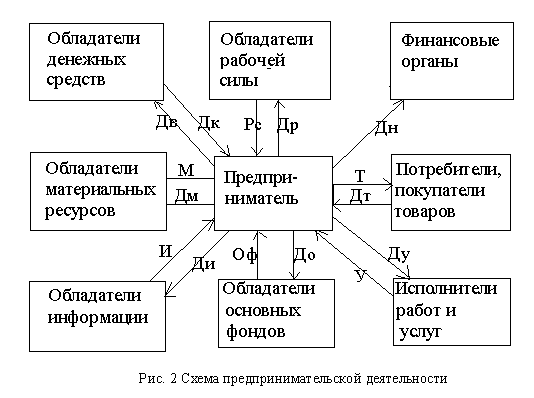 Обладатели
денежных
средств
Обладатели
рабочей
силы
Финансовые
органы
Дв
Дк
Рс
Др
Дн
Обладатели
материальных
ресурсов
М
Дм
Предпри-
ниматель
Т
Дт
Потребители,
покупатели
товаров
И
Ди
Оф
До
Ду
У
Обладатели
информации
Обладатели
основных
фондов
Исполнители
работ и
услуг
Рис. 2 Схема предпринимательской деятельности